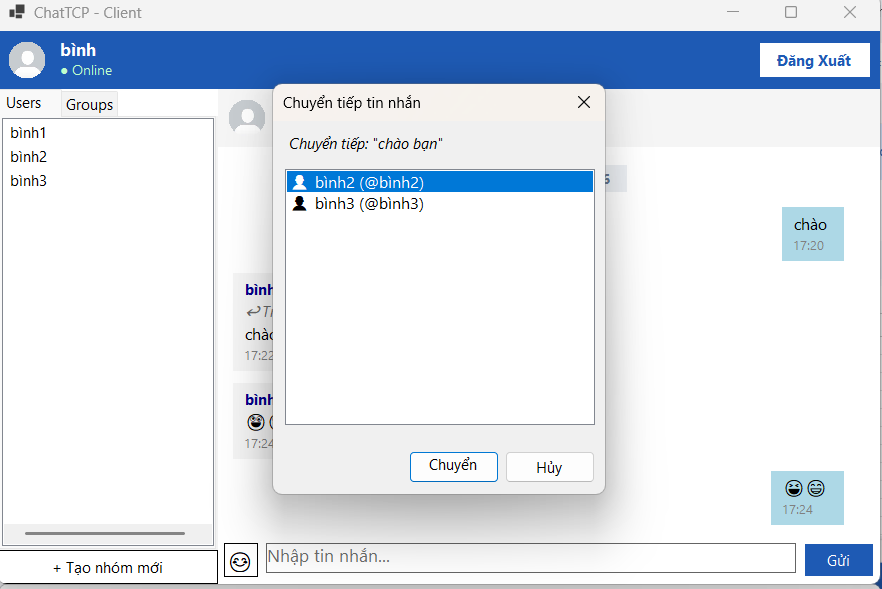 ChatTCP - Client
bình
● Online
Đăng Xuất
Users
Groups
bình1
bình2
bình3
+ Tạo nhóm mới
Chuyển tiếp tin nhắn
Chuyển tiếp: "chào bạn"
bình2 (@bình2)
bình3 (@bình3)
Chuyển
Hủy
chào
17:20
17:22
17:24
😆😄
17:24
Nhập tin nhắn...
Gửi